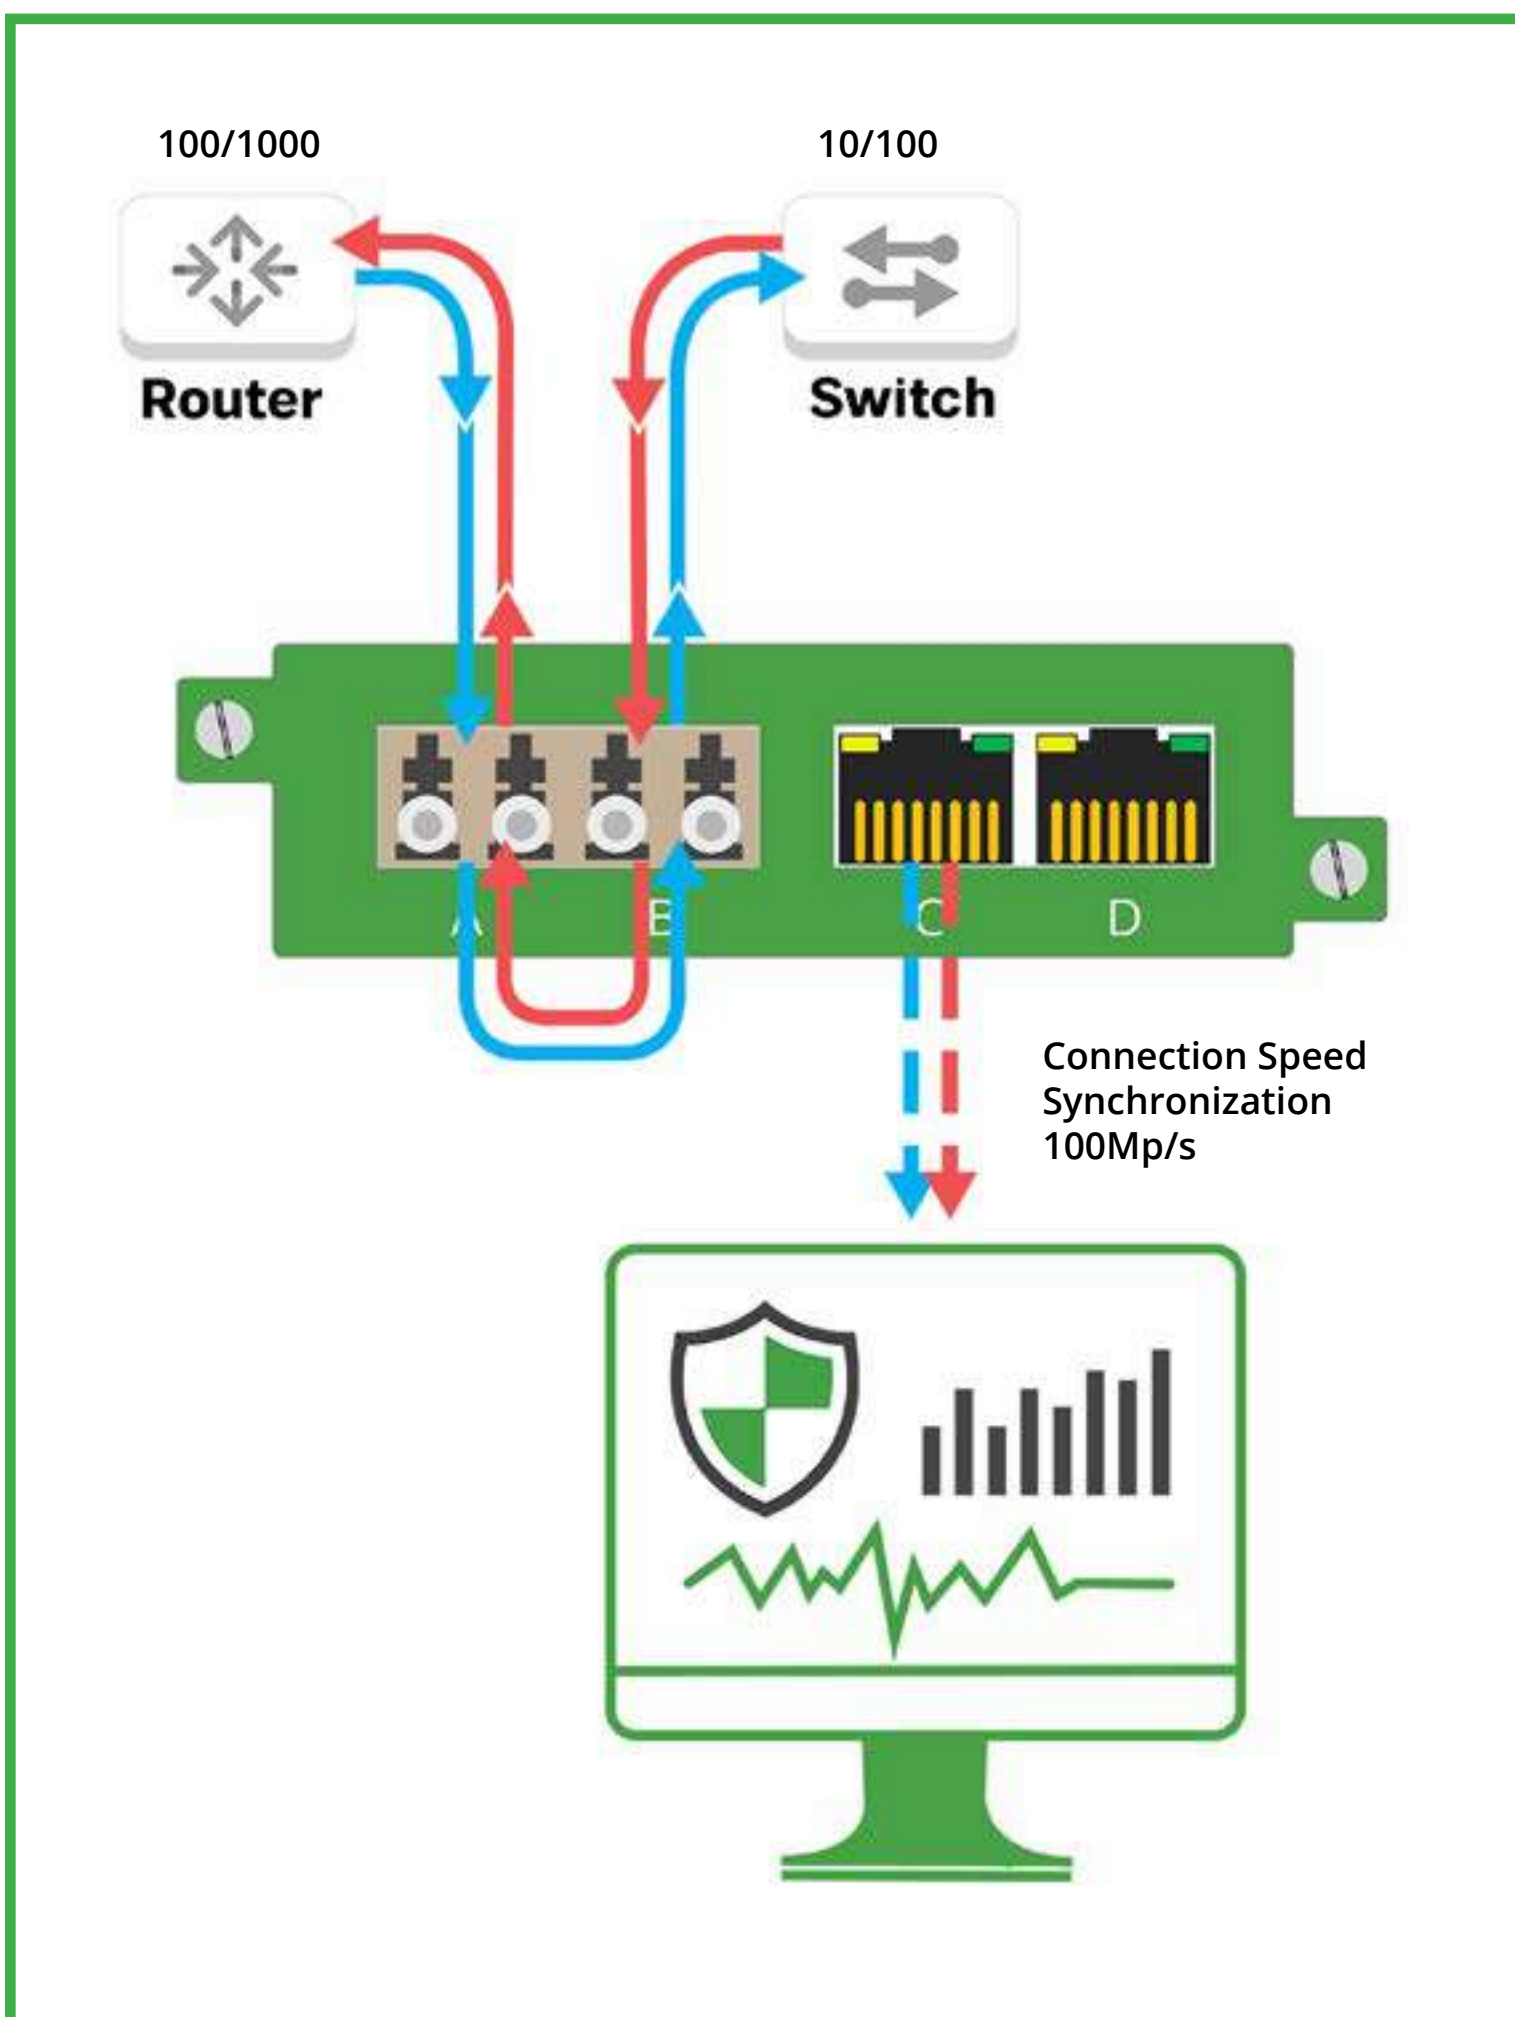 100/1000
10/100
Router
Switch
A
B
C
D
Connection Speed
Synchronization
100Mp/s